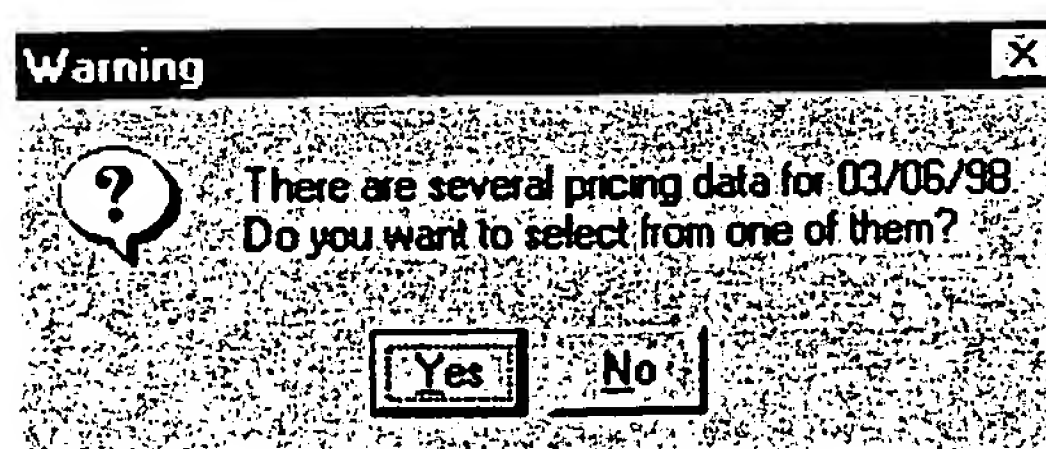 Warning
There are several pricing data for 03/06/98.
Do you want to select from one of them?
Yes No